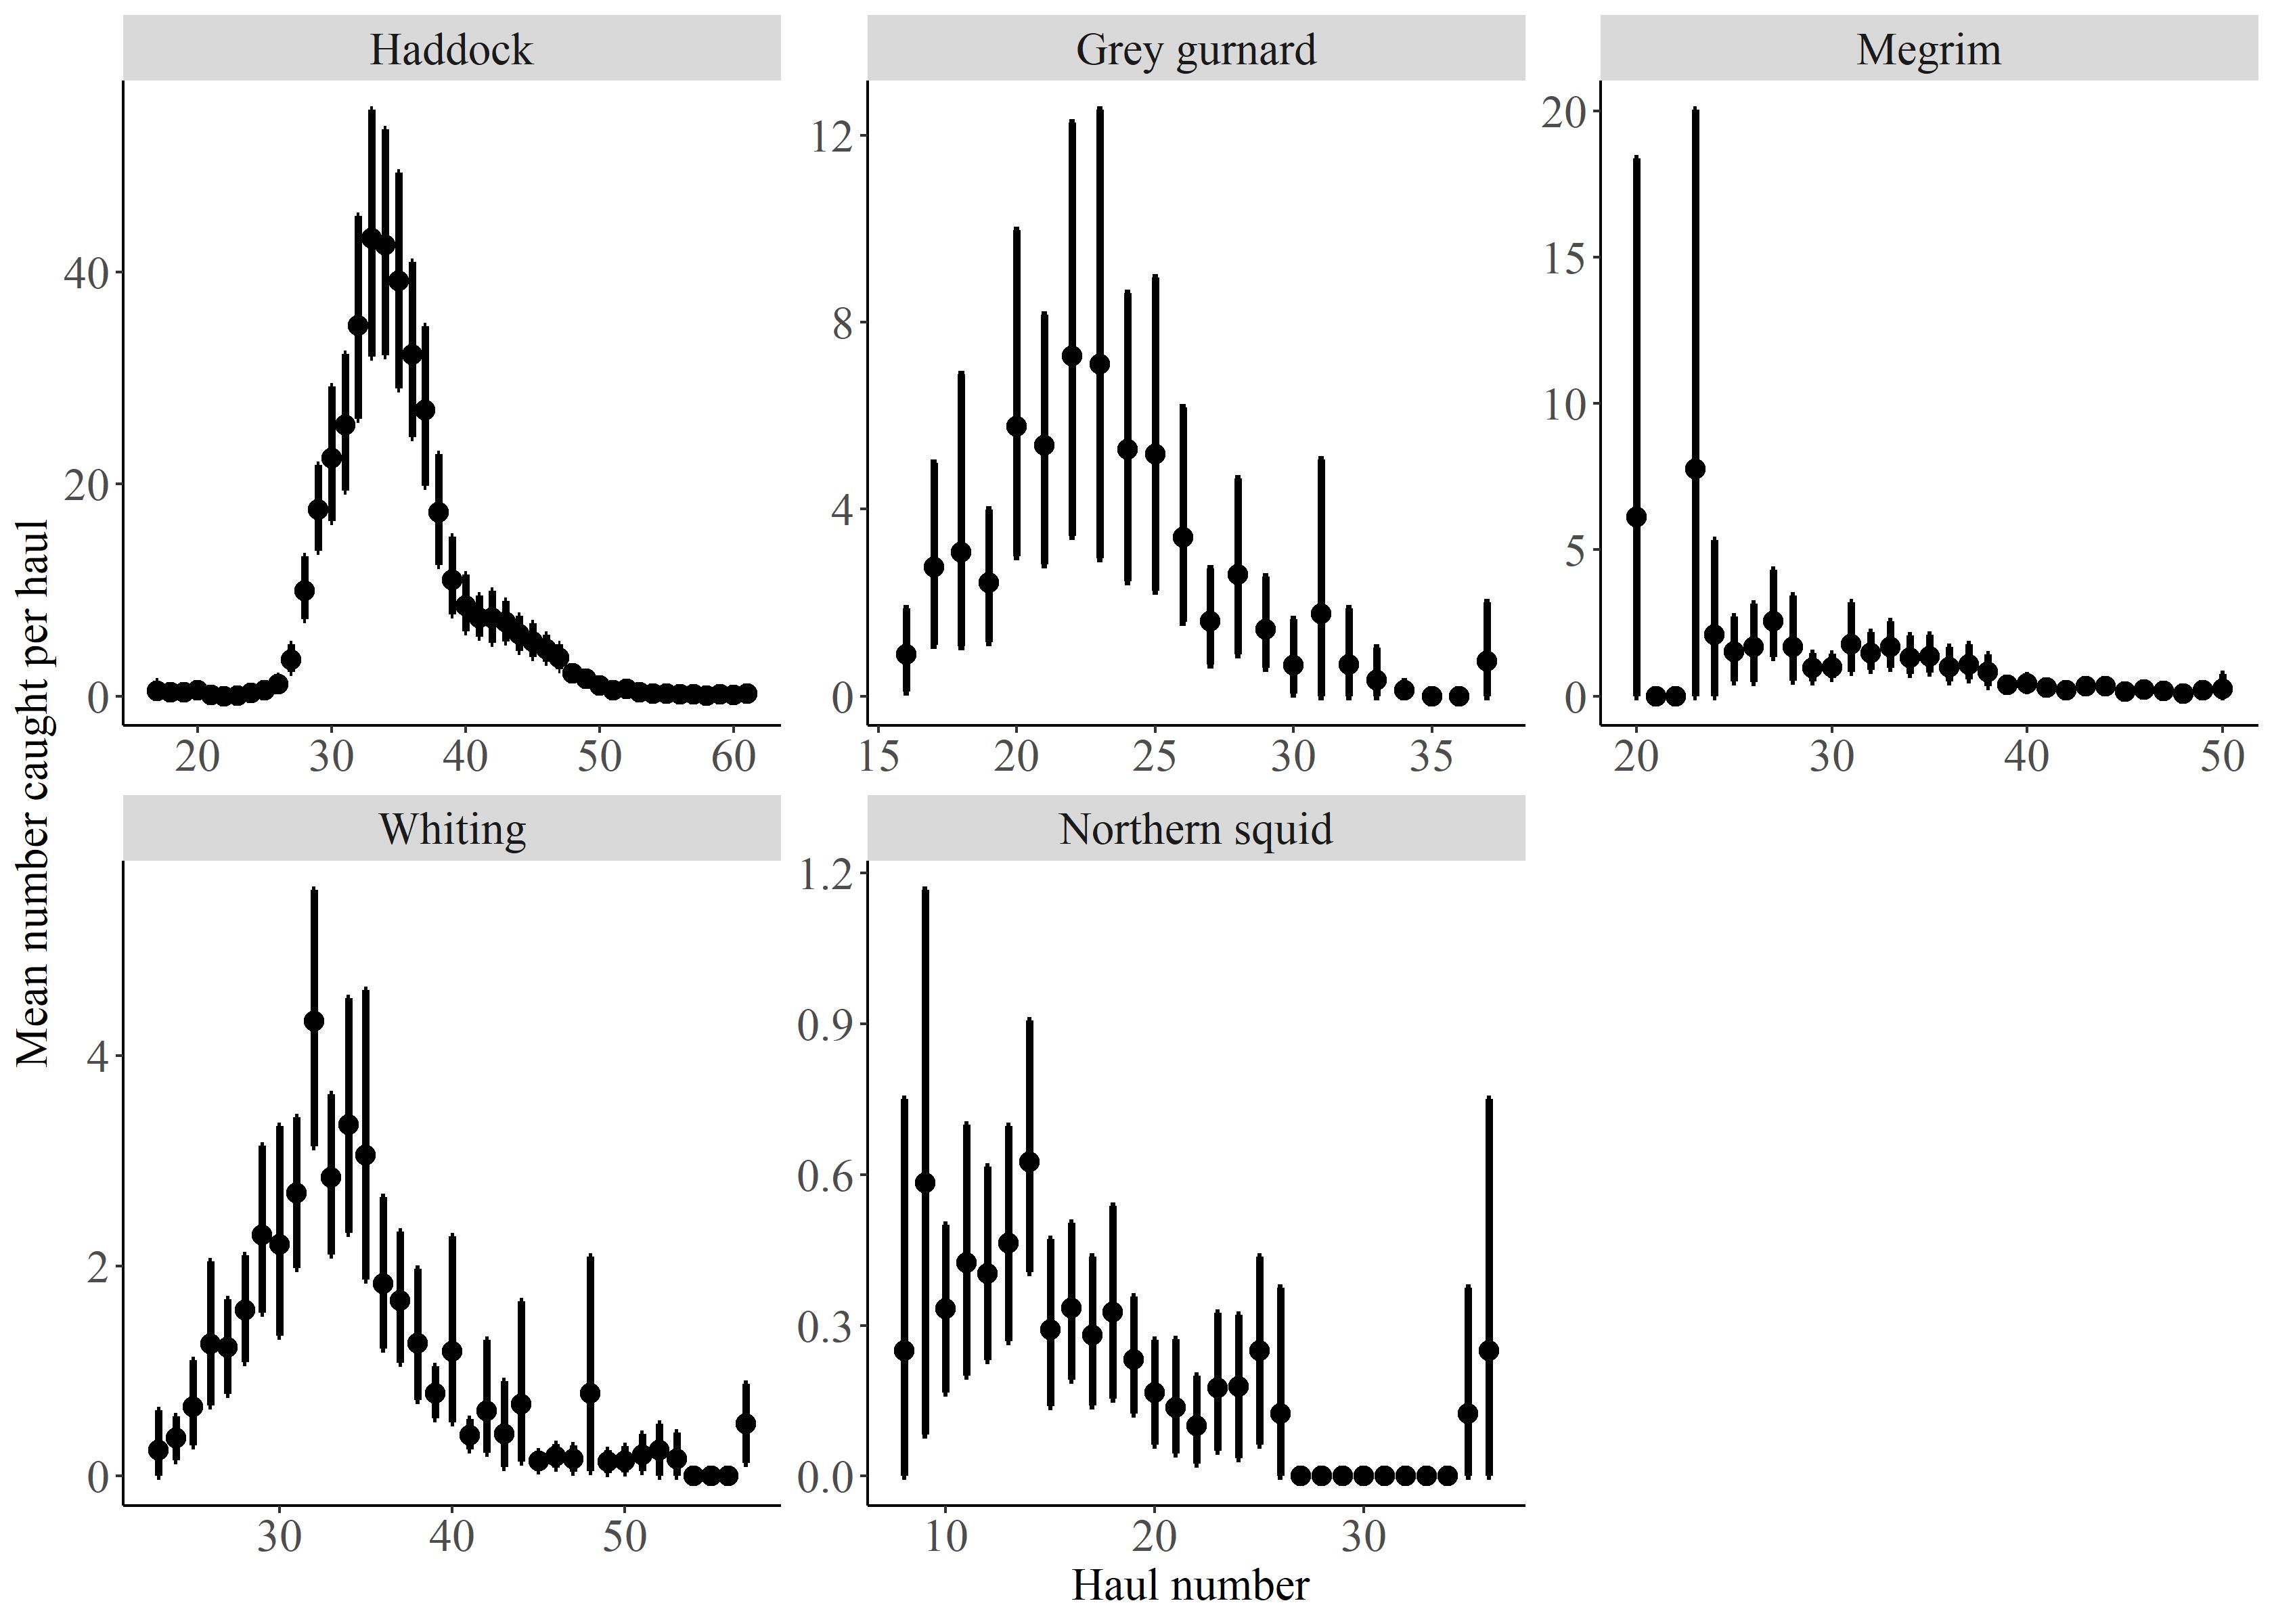 Mean number caught per haul
Haddock
40
20
0
20 30 40 50 60
Grey gurnard
12
8
4
0
15 20 25 30 35
Megrim
20
15
10
5
0
20 30 40 50
Whiting
4
2
0
30 40 50
Northern squid
1.2
0.9
0.6
0.3
0.0
10 20 30
Haul number